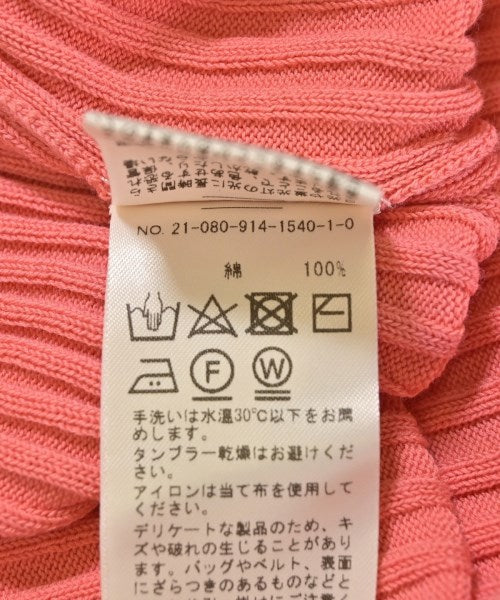 NO. 21-080-914-1540-1-0
綿 100%
F W
手洗いは水温30℃以下をお薦
めします。
タンブラー乾燥はお避けくださ
い。
アイロンは当て布を使用して
ください。
デリケートな製品のため、キ
ズや破れの生じることがあり
ます。バッグやベルト、表面
にざらつきのあるものなどと